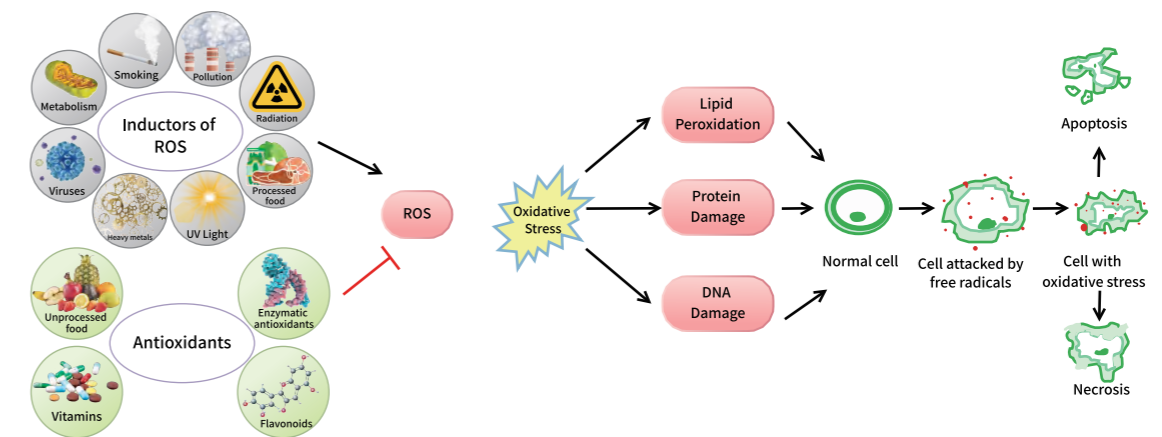 Smoking
Pollution
Metabolism
Radiation
Inductors of
ROS
Viruses
Processed
food
Heavy metals
UV Light
ROS
Unprocessed
food
Enzymatic
antioxidants
Antioxidants
Vitamins
Flavonoids
Oxidative
Stress
Lipid
Peroxidation
Protein
Damage
DNA
Damage
Normal cell
Cell attacked by
free radicals
Cell with
oxidative stress
Apoptosis
Necrosis